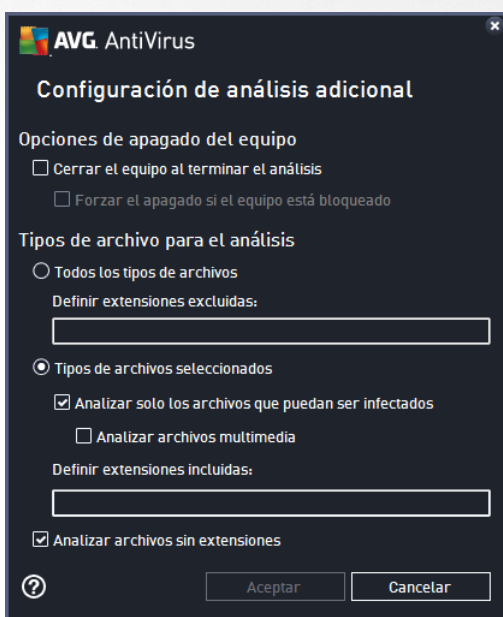 AVG. AntiVirus
Configuración de análisis adicional
Opciones de apagado del equipo
Cerrar el equipo al terminar el análisis
Forzar el apagado si el equipo está bloqueado
Tipos de archivo para el análisis
Todos los tipos de archivos
Definir extensiones excluidas:
Tipos de archivos seleccionados
Analizar solo los archivos que puedan ser infectados
Analizar archivos multimedia
Definir extensiones incluidas:
Analizar archivos sin extensiones
? Aceptar Cancelar